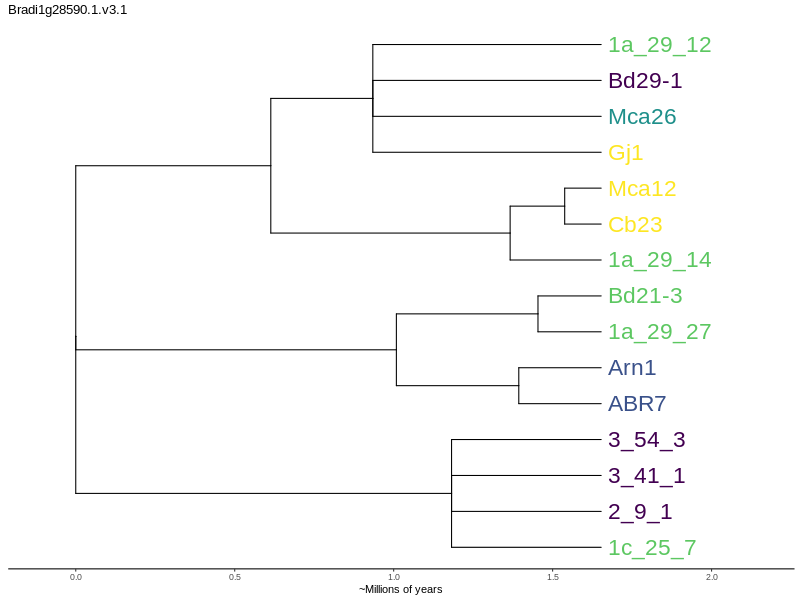 Bradi1g28590.1.v3.1
1a_29_12
Bd29-1
Mca26
Gj1
Mca12
Cb23
1a_29_14
Bd21-3
1a_29_27
Arn1
ABR7
3_54_3
3_41_1
2_9_1
1c_25_7
0.0 0.5 1.0 1.5 2.0
~Millions of years